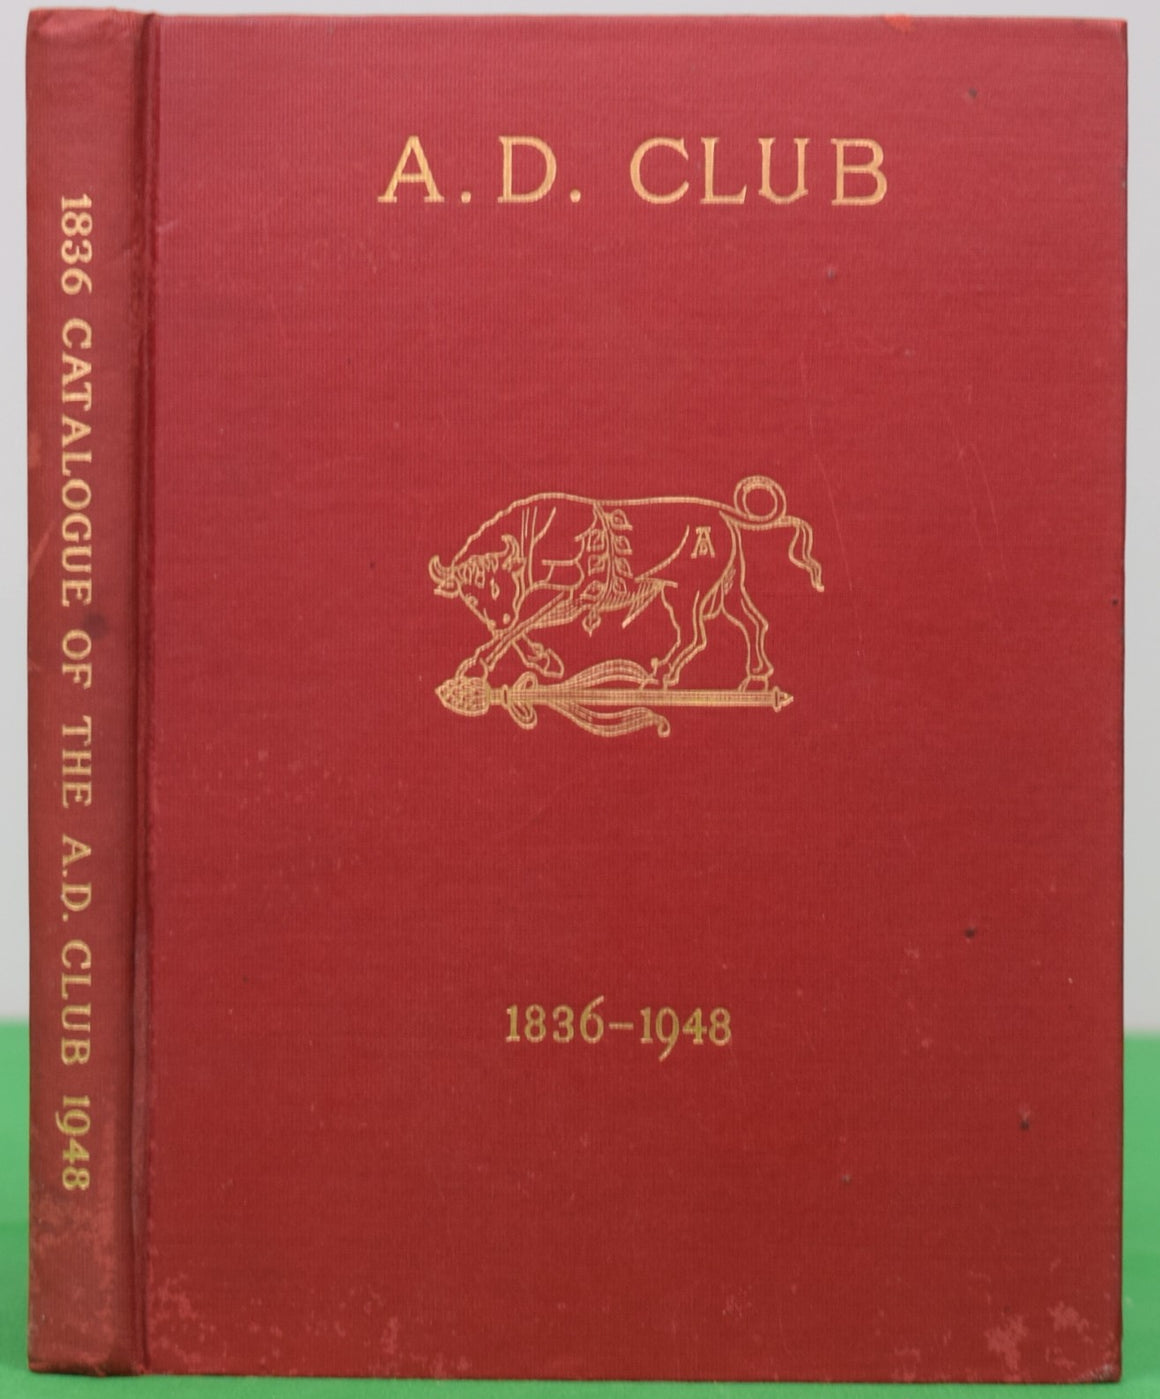 A.D. CLUB
A
1836-1948
1836 CATALOGUE OF THE A.D. CLUB 1948